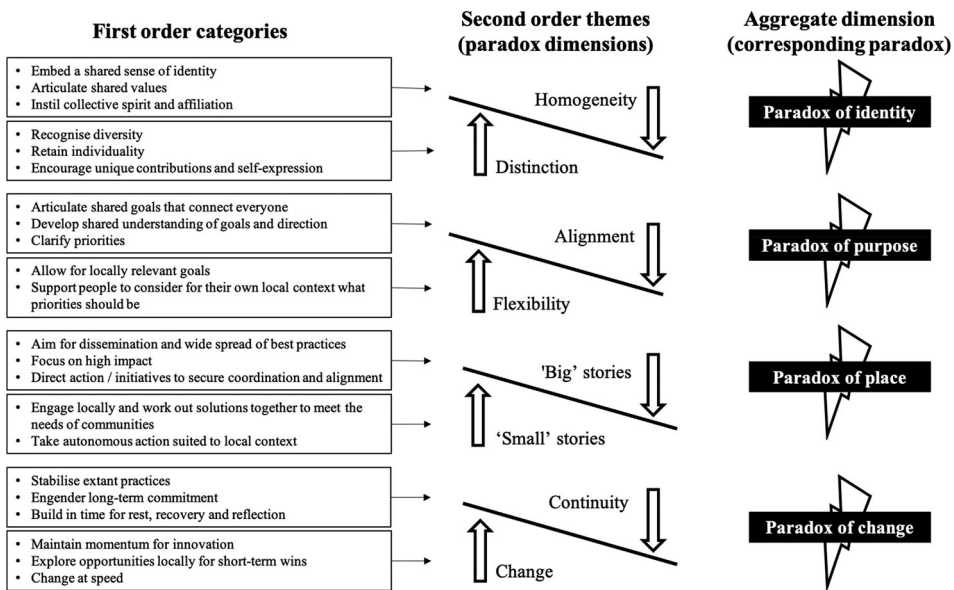 First order categories
Second order themes
(paradox dimensions)
Aggregate dimension
(corresponding paradox)
• Embed a shared sense of identity
• Articulate shared values
• Instil collective spirit and affiliation
• Recognise diversity
• Retain individuality
• Encourage unique contributions and self-expression
Homogeneity
Distinction
Paradox of identity
• Articulate shared goals that connect everyone
• Develop shared understanding of goals and direction
• Clarify priorities
• Allow for locally relevant goals
• Support people to consider for their own local context what
priorities should be
Alignment
Flexibility
Paradox of purpose
• Aim for dissemination and wide spread of best practices
• Focus on high impact
• Direct action / initiatives to secure coordination and alignment
• Engage locally and work out solutions together to meet the
needs of communities
• Take autonomous action suited to local context
'Big’ stories
‘Small’ stories
Paradox of place
• Stabilise extant practices
• Engender long-term commitment
• Build in time for rest, recovery and reflection
• Maintain momentum for innovation
• Explore opportunities locally for short-term wins
• Change at speed
Continuity
Change
Paradox of change